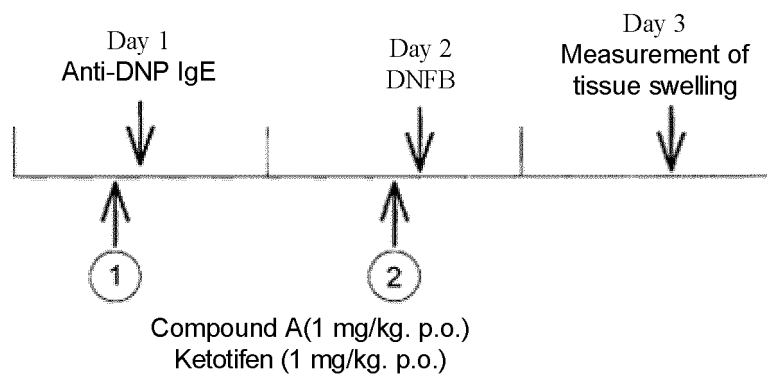 Day 1
Anti-DNP IgE
Day 2
DNFB
Day 3
Measurement of
tissue swelling
1
2
Compound A(1 mg/kg. p.o.)
Ketotifen (1 mg/kg. p.o.)